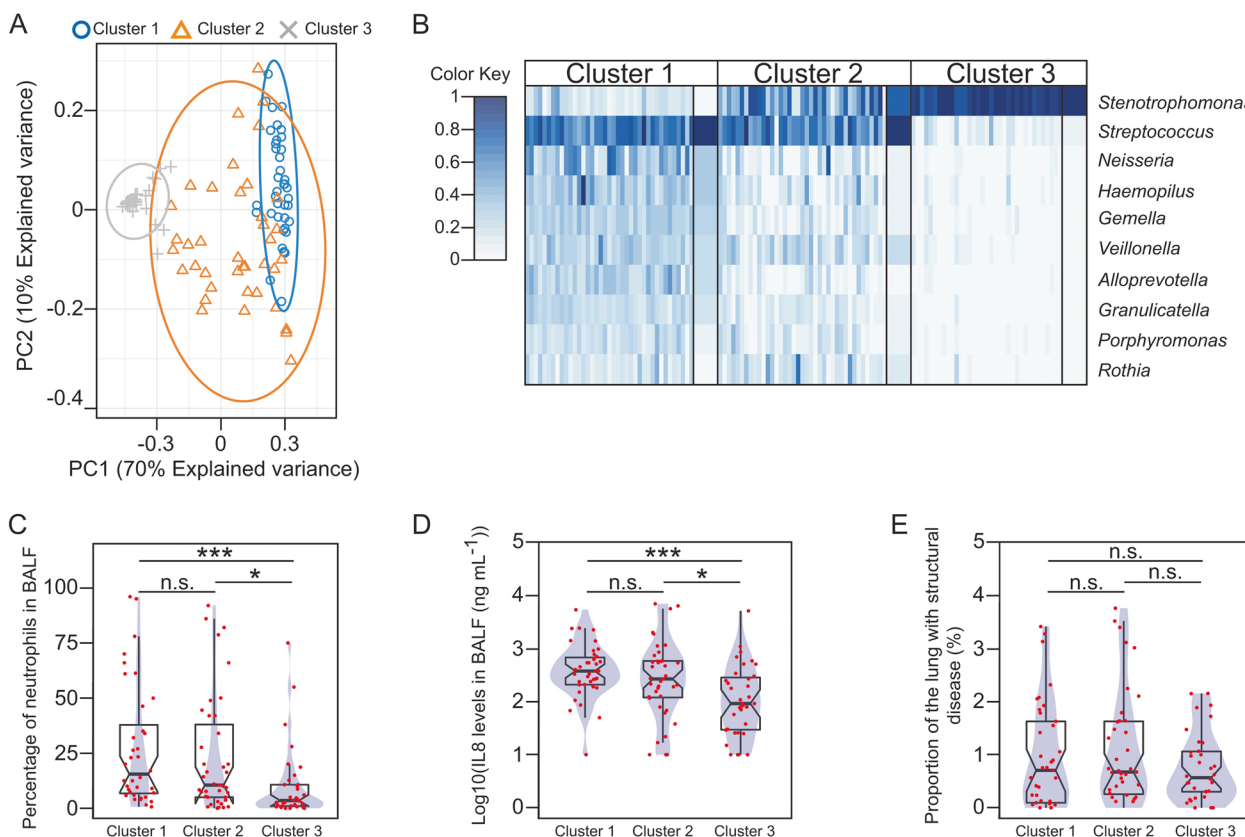 A
Cluster 1 Cluster 2 Cluster 3
PC2 (10% Explained variance)
0.2
0
-0.2
-0.4
-0.3 0 0.3
PC1 (70% Explained variance)
B
Color Key
1
0.8
0.6
0.4
0.2
0
Cluster 1 Cluster 2 Cluster 3
Stenotrophomonas
Streptococcus
Neisseria
Haemopilus
Gemella
Veillonella
Alloprevotella
Granulicatella
Porphyromonas
Rothia
C
Percentage of neutrophils in BALF
100
75
50
25
0
***
n.s. *
Cluster 1 Cluster 2 Cluster 3
D
Log10(IL8 levels in BALF (ng mL⁻¹))
5
4
3
2
1
0
***
n.s. *
Cluster 1 Cluster 2 Cluster 3
E
Proportion of the lung with structural
disease (%)
5
4
3
2
1
0
n.s.
n.s. n.s.
Cluster 1 Cluster 2 Cluster 3